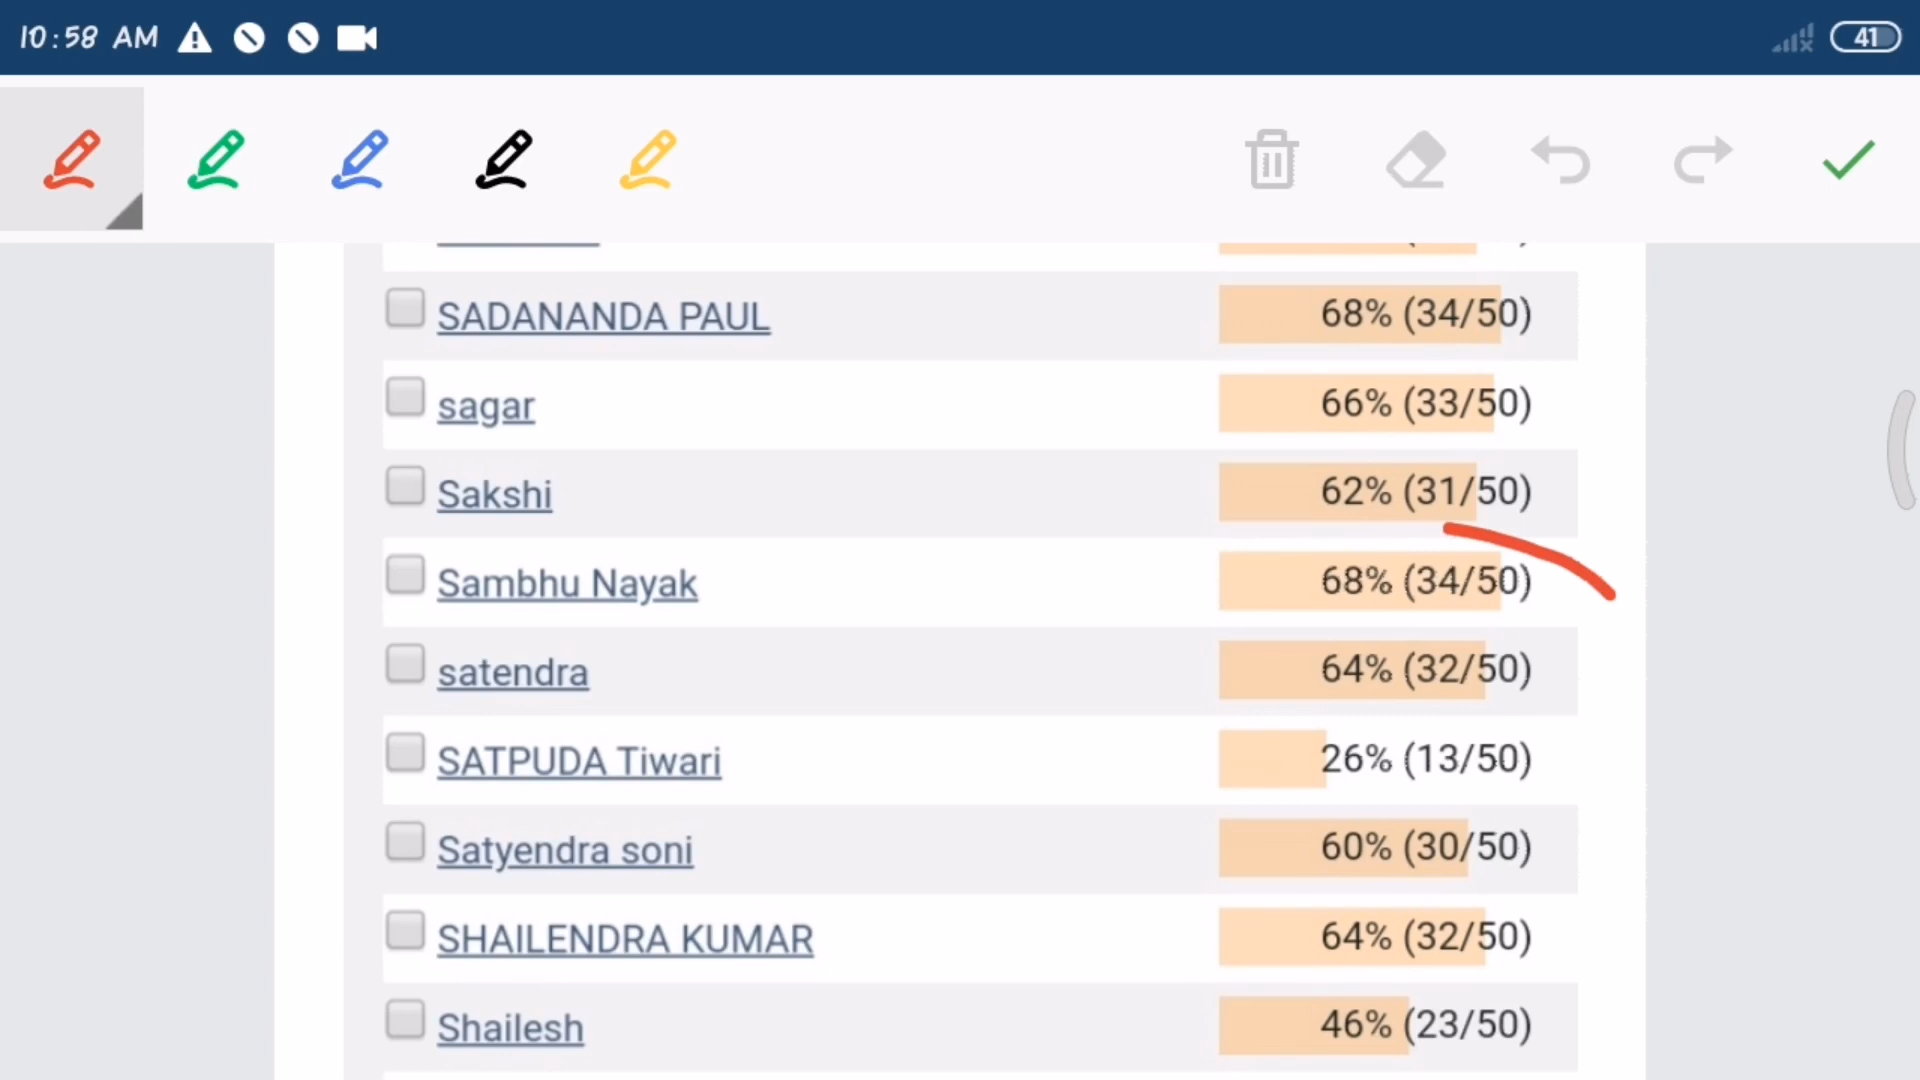 10:58 AM
41
SADANANDA PAUL 68% (34/50)
sagar 66% (33/50)
Sakshi 62% (31/50)
Sambhu Nayak 68% (34/50)
satendra 64% (32/50)
SATPUDA Tiwari 26% (13/50)
Satyendra soni 60% (30/50)
SHAILENDRA KUMAR 64% (32/50)
Shailesh 46% (23/50)